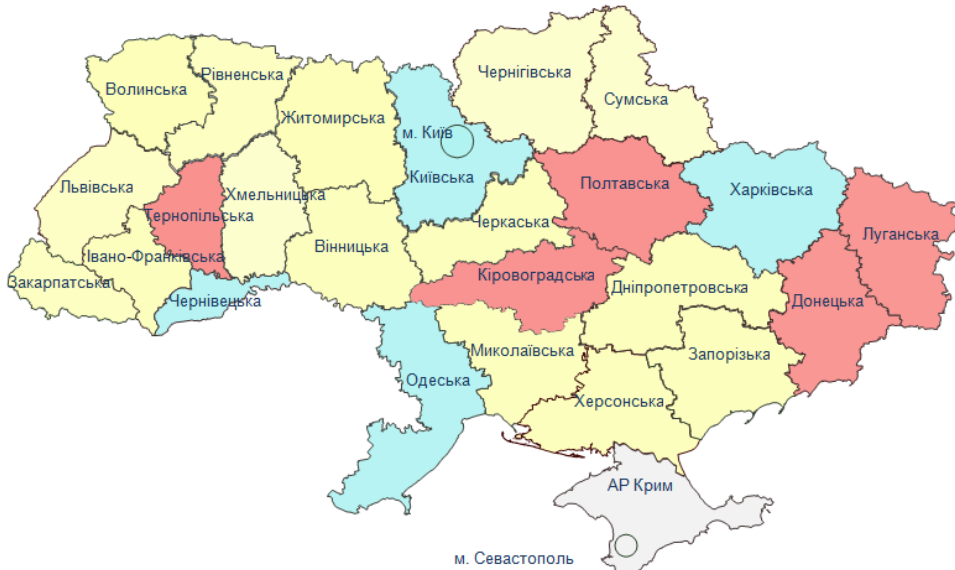 Чернігівська
Рівненська
Волинська
Сумська
Житомирська
м. Київ
Київська
Львівська
Хмельницька
Полтавська
Харківська
Тернопільська
Черкаська
Луганська
Вінницька
Івано-Франківська
Кіровоградська
Закарпатська
Дніпропетровська
Донецька
Чернівецька
Миколаївська
Запорізька
Одеська
Херсонська
АР Крим
м. Севастополь